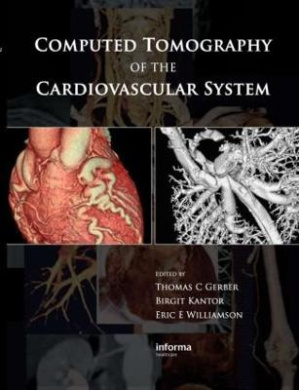 COMPUTED TOMOGRAPHY
OF THE
CARDIOVASCULAR SYSTEM
EDITED BY
THOMAS C GERBER
BIRGIT KANTOR
ERIC E WILLIAMSON
informa
healthcare